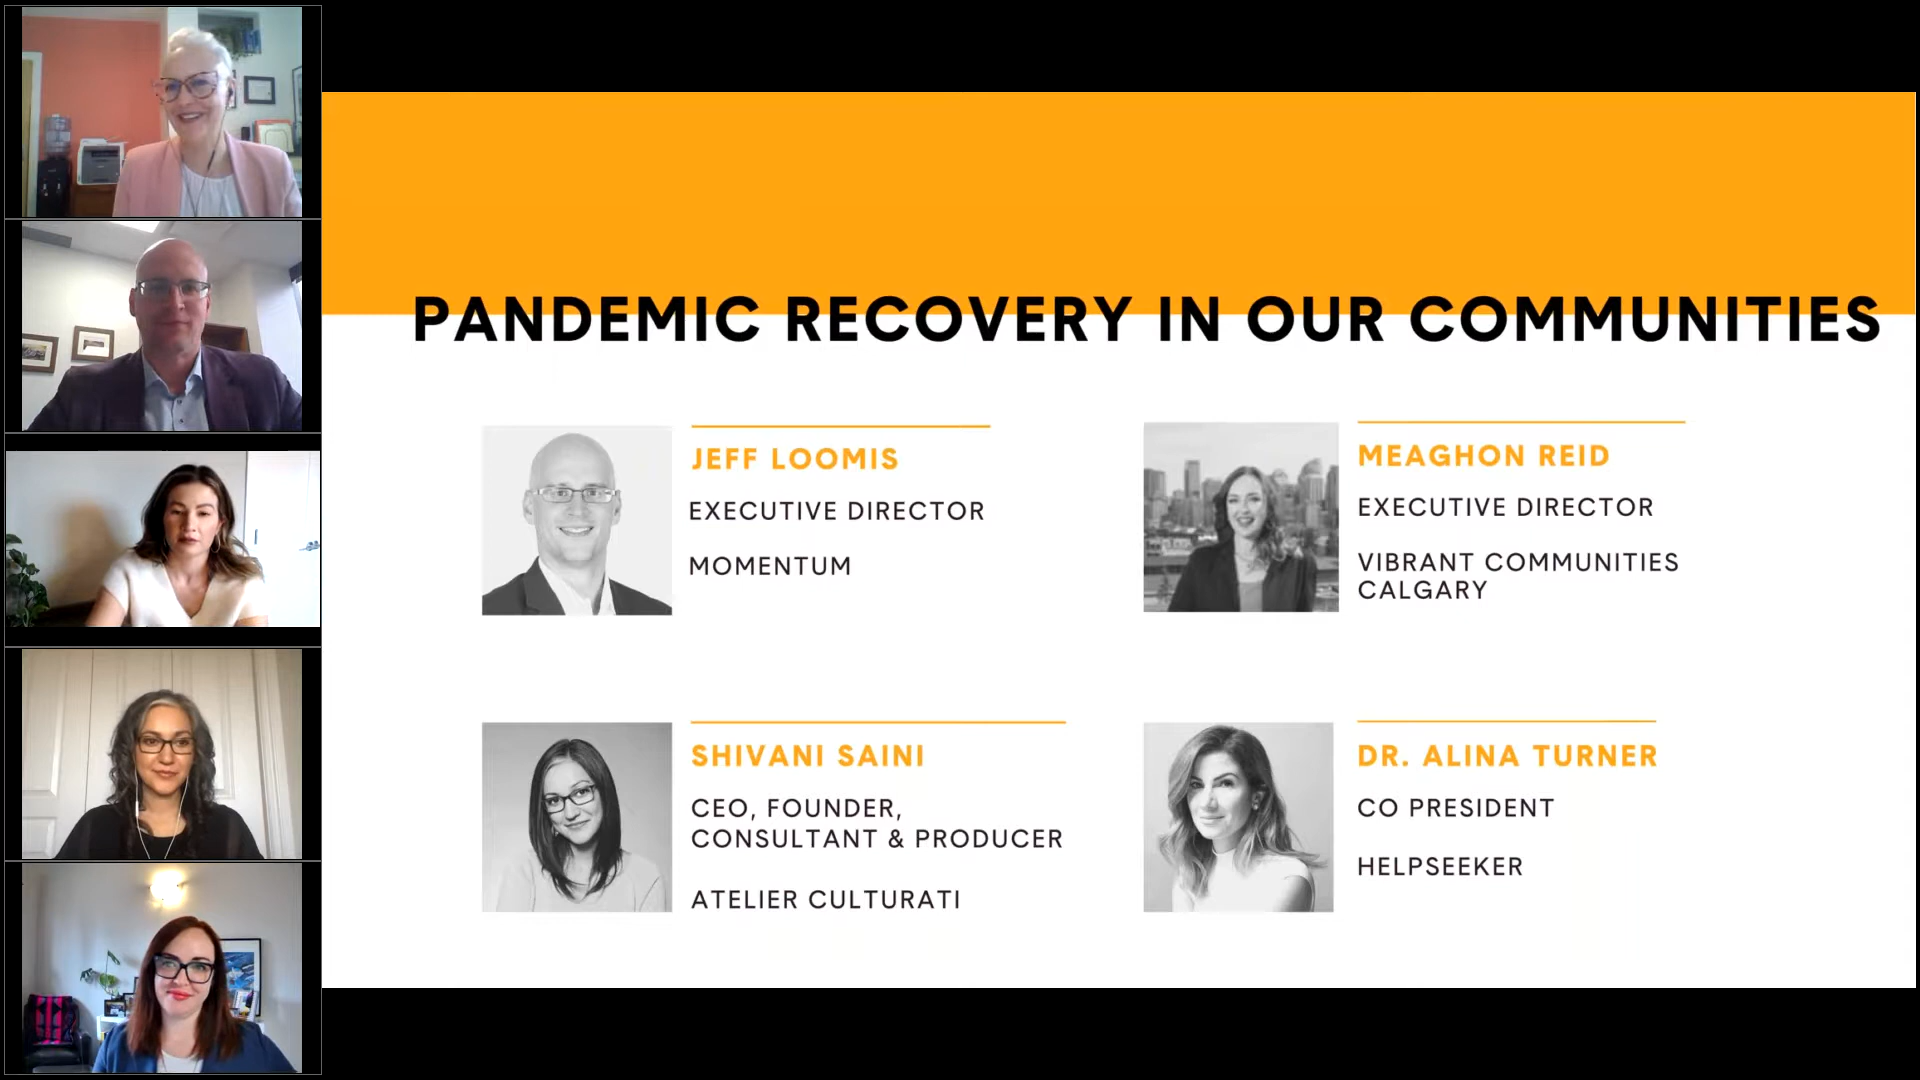 PANDEMIC RECOVERY IN OUR COMMUNITIES
JEFF LOOMIS
EXECUTIVE DIRECTOR
MOMENTUM
MEAGHON REID
EXECUTIVE DIRECTOR
VIBRANT COMMUNITIES
CALGARY
SHIVANI SAINI
CEO, FOUNDER,
CONSULTANT & PRODUCER
ATELIER CULTURATI
DR. ALINA TURNER
CO PRESIDENT
HELPSEEKER